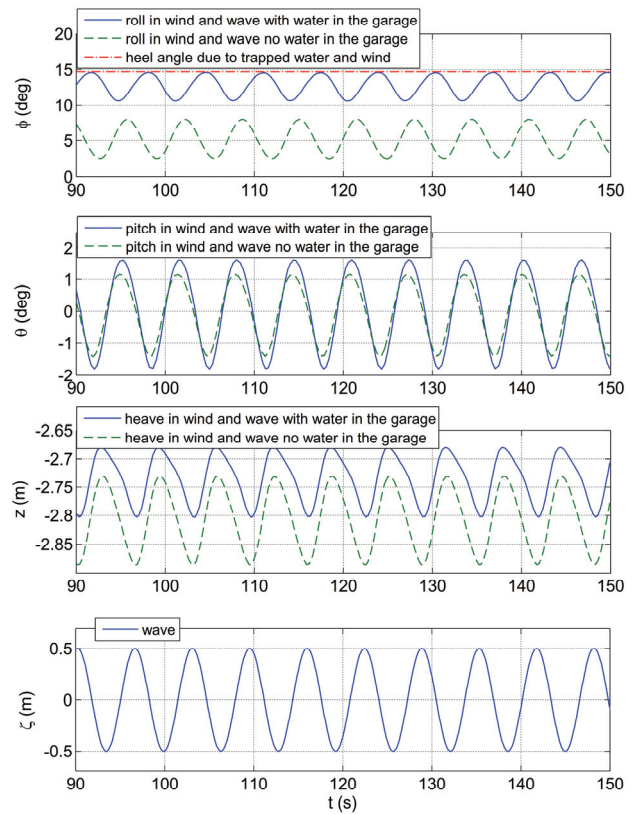 roll in wind and wave with water in the garage
roll in wind and wave no water in the garage
heel angle due to trapped water and wind
20
15
10
5
0
ϕ (deg)
90 100 110 120 130 140 150
pitch in wind and wave with water in the garage
pitch in wind and wave no water in the garage
2
1
0
-1
-2
θ (deg)
90 100 110 120 130 140 150
heave in wind and wave with water in the garage
heave in wind and wave no water in the garage
-2.65
-2.7
-2.75
-2.8
-2.85
z (m)
90 100 110 120 130 140 150
wave
0.5
0
-0.5
ζ (m)
90 100 110 120 130 140 150
t (s)